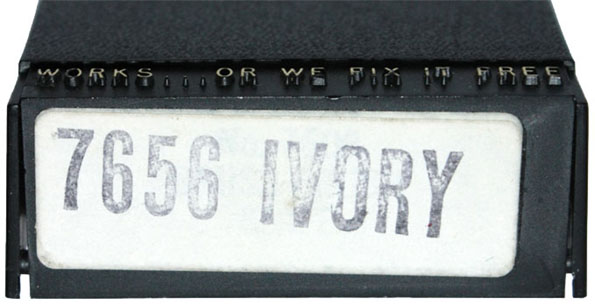 WORKS... OR WE FIX IT FREE
7656 IVORY